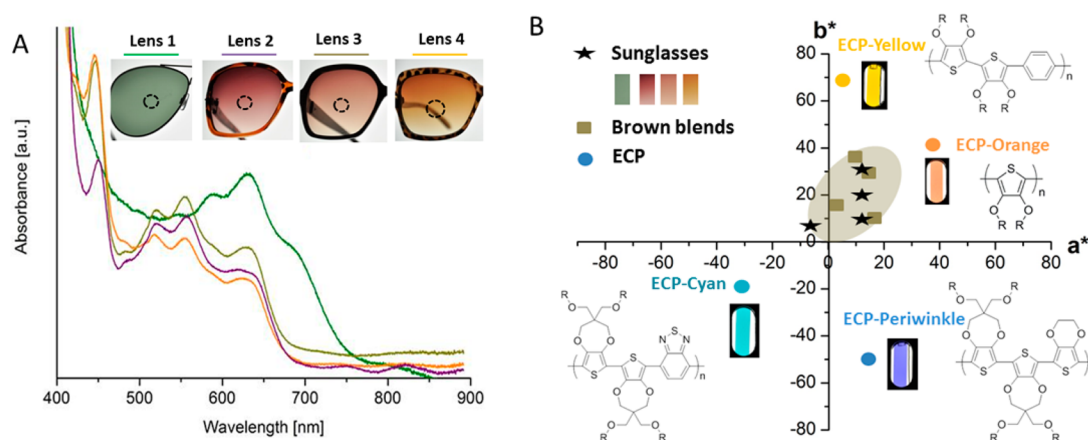 A
Lens 1 Lens 2 Lens 3 Lens 4
Absorbance [a.u.]
400 500 600 650 700 800 900
Wavelength [nm]
B
b*
80
60
40
20
0
-20
-40
-60
-80
-80 -60 -40 -20 0 20 40 60 80
a*
Sunglasses
Brown blends
ECP
ECP-Yellow
R R
O O
S S n
O O
R R
ECP-Orange
S n
O O
R R
ECP-Cyan
R R
O O
O O
S N N
S S n
O O
O O
R R
ECP-Periwinkle
R R
O O
O O O O
S S S n
O O
O O
R R